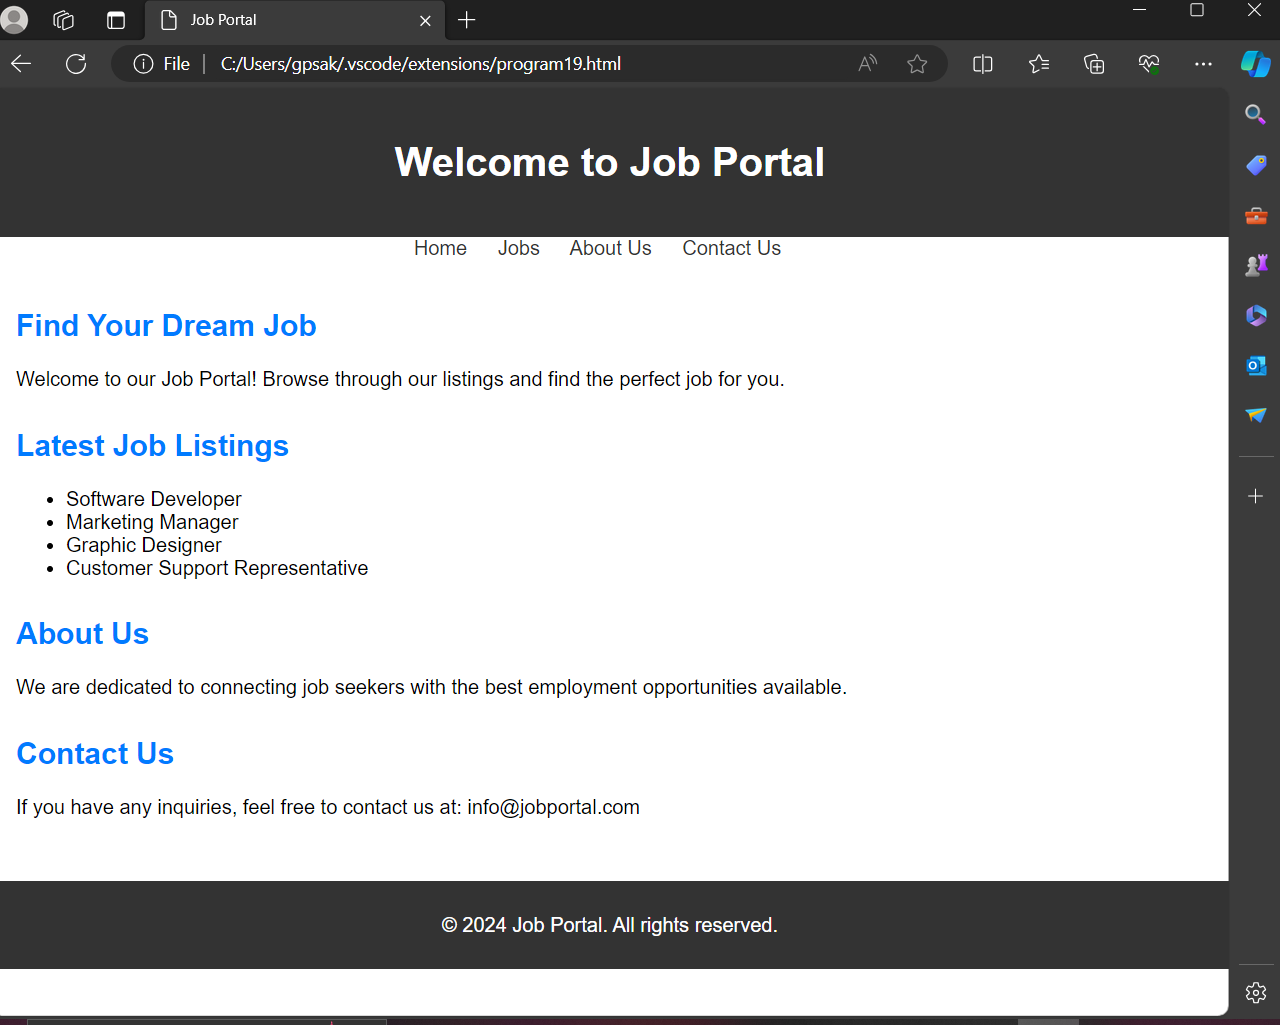 Job Portal
File
C:/Users/gpsak/.vscode/extensions/program19.html
Welcome to Job Portal
Home Jobs About Us Contact Us
Find Your Dream Job
Welcome to our Job Portal! Browse through our listings and find the perfect job for you.
Latest Job Listings
• Software Developer
• Marketing Manager
• Graphic Designer
• Customer Support Representative
About Us
We are dedicated to connecting job seekers with the best employment opportunities available.
Contact Us
If you have any inquiries, feel free to contact us at: info@jobportal.com
© 2024 Job Portal. All rights reserved.